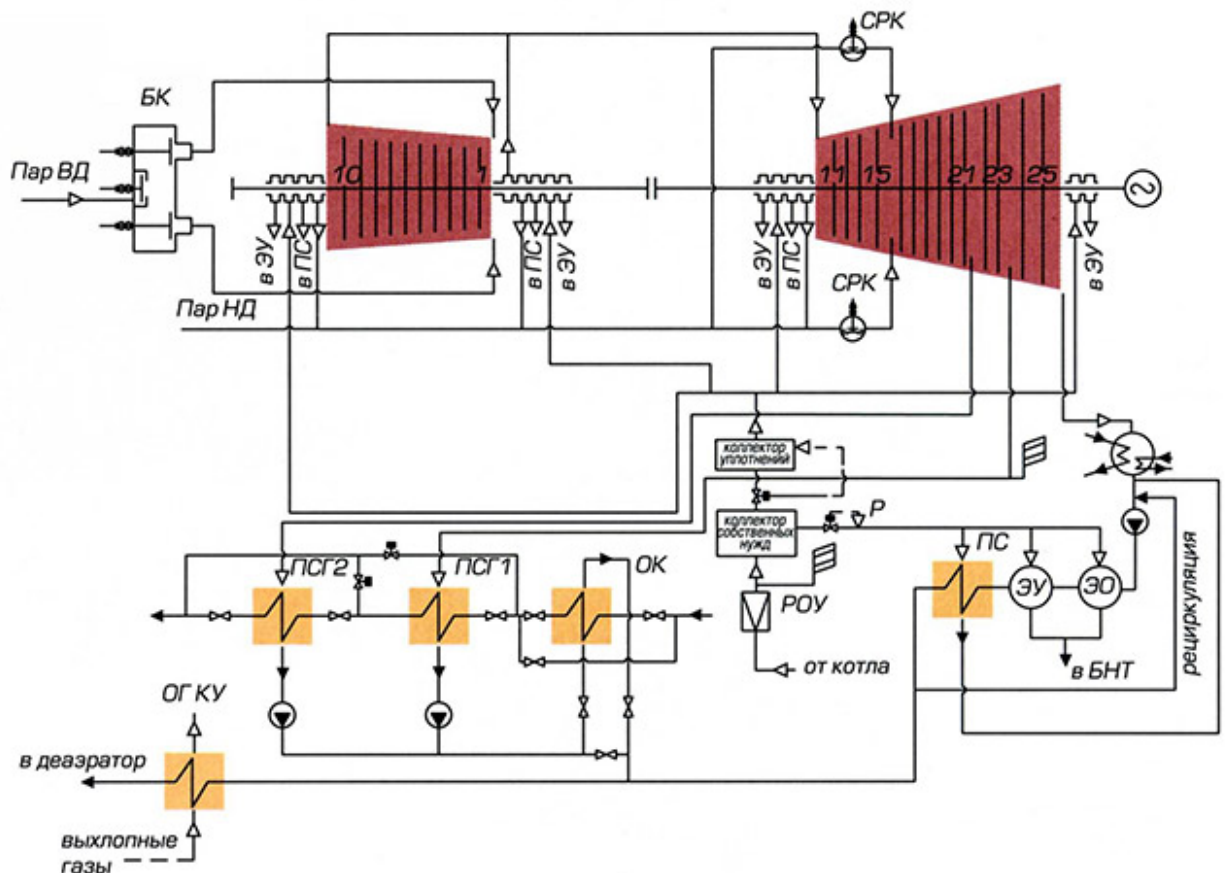 СРК
БК
Пар ВД
10
1
11
15
21
23
25
в ЭУ
в ПС
в ПС
в ЭУ
в ЭУ
в ПС
в ЭУ
Пар НД
СРК
коллектор
уплотнений
коллектор
собственных
нужд
Р
ПС
ПСГ2
ПСГ1
ОК
РОУ
ЭУ
ЭО
рециркуляция
от котла
в БНТ
ОГ КУ
в деаэратор
выхлопные
газы